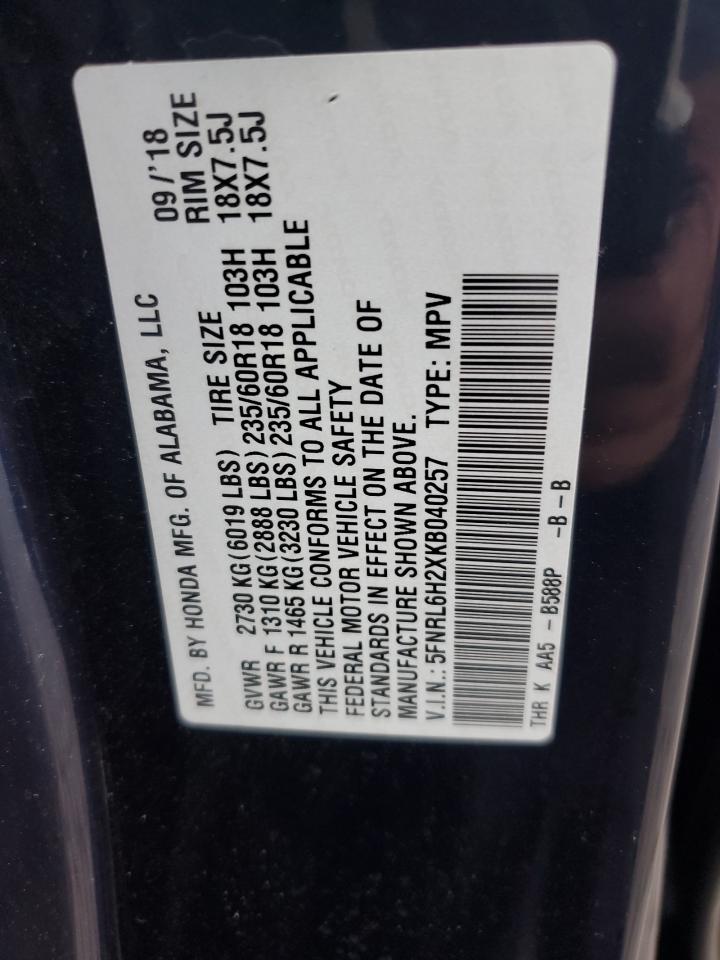 MFD. BY HONDA MFG. OF ALABAMA, LLC 09/'18
TIRE SIZE RIM SIZE
GVWR 2730 KG (6019 LBS)
GAWR F 1310 KG (2888 LBS) 235/60R18 103H 18X7.5J
GAWR R 1465 KG (3230 LBS) 235/60R18 103H 18X7.5J
THIS VEHICLE CONFORMS TO ALL APPLICABLE
FEDERAL MOTOR VEHICLE SAFETY
STANDARDS IN EFFECT ON THE DATE OF
MANUFACTURE SHOWN ABOVE.
V.I.N.: 5FNRL6H2XKB040257 TYPE: MPV
THR K AA5 - B588P -B-B